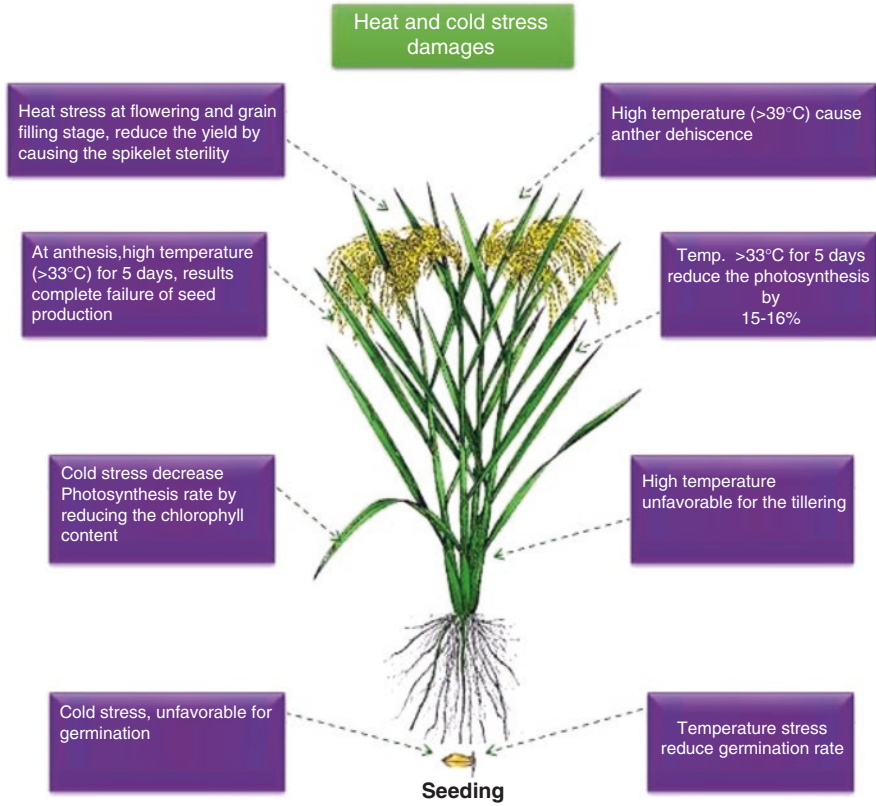 Heat and cold stress
damages
Heat stress at flowering and grain
filling stage, reduce the yield by
causing the spikelet sterility
High temperature (>39°C) cause
anther dehiscence
At anthesis,high temperature
(>33°C) for 5 days, results
complete failure of seed
production
Temp. >33°C for 5 days
reduce the photosynthesis
by
15-16%
Cold stress decrease
Photosynthesis rate by
reducing the chlorophyll
content
High temperature
unfavorable for the tillering
Cold stress, unfavorable for
germination
Temperature stress
reduce germination rate
Seeding